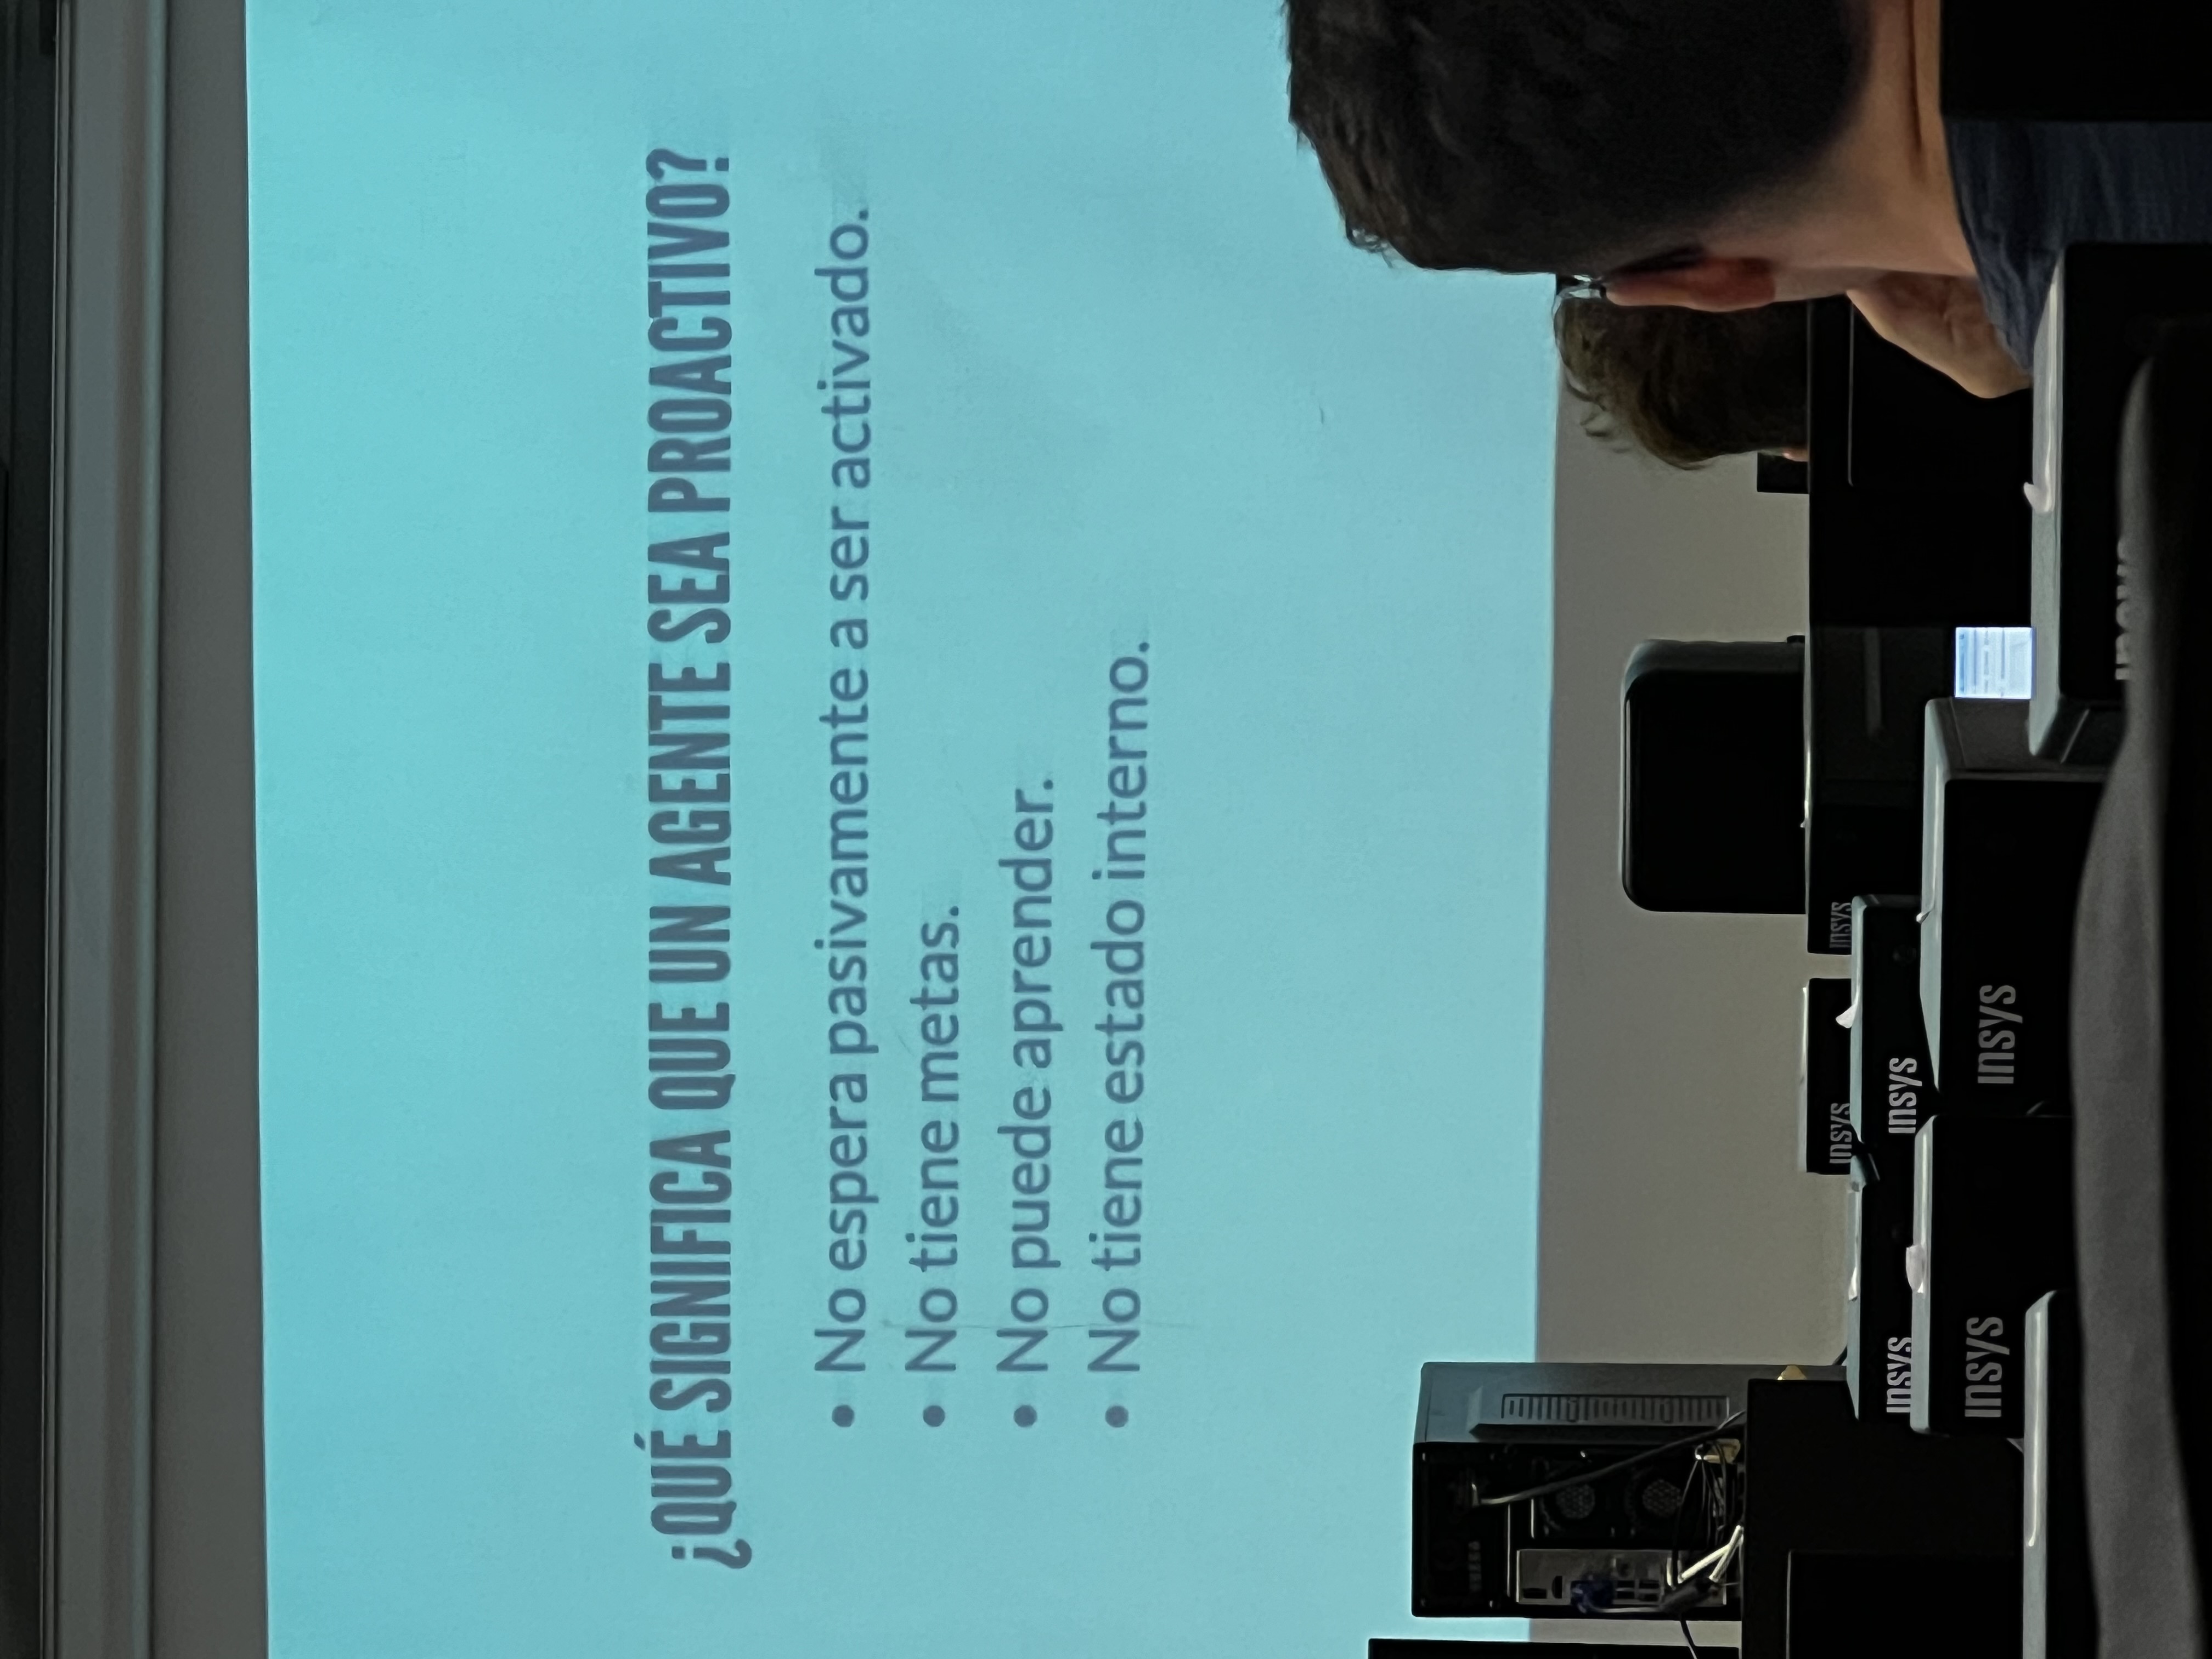 ¿QUÉ SIGNIFICA QUE UN AGENTE SEA PROACTIVO?
• No espera pasivamente a ser activado.
• No tiene metas.
• No puede aprender.
• No tiene estado interno.
insys
insys
insys
insys
insys
insys